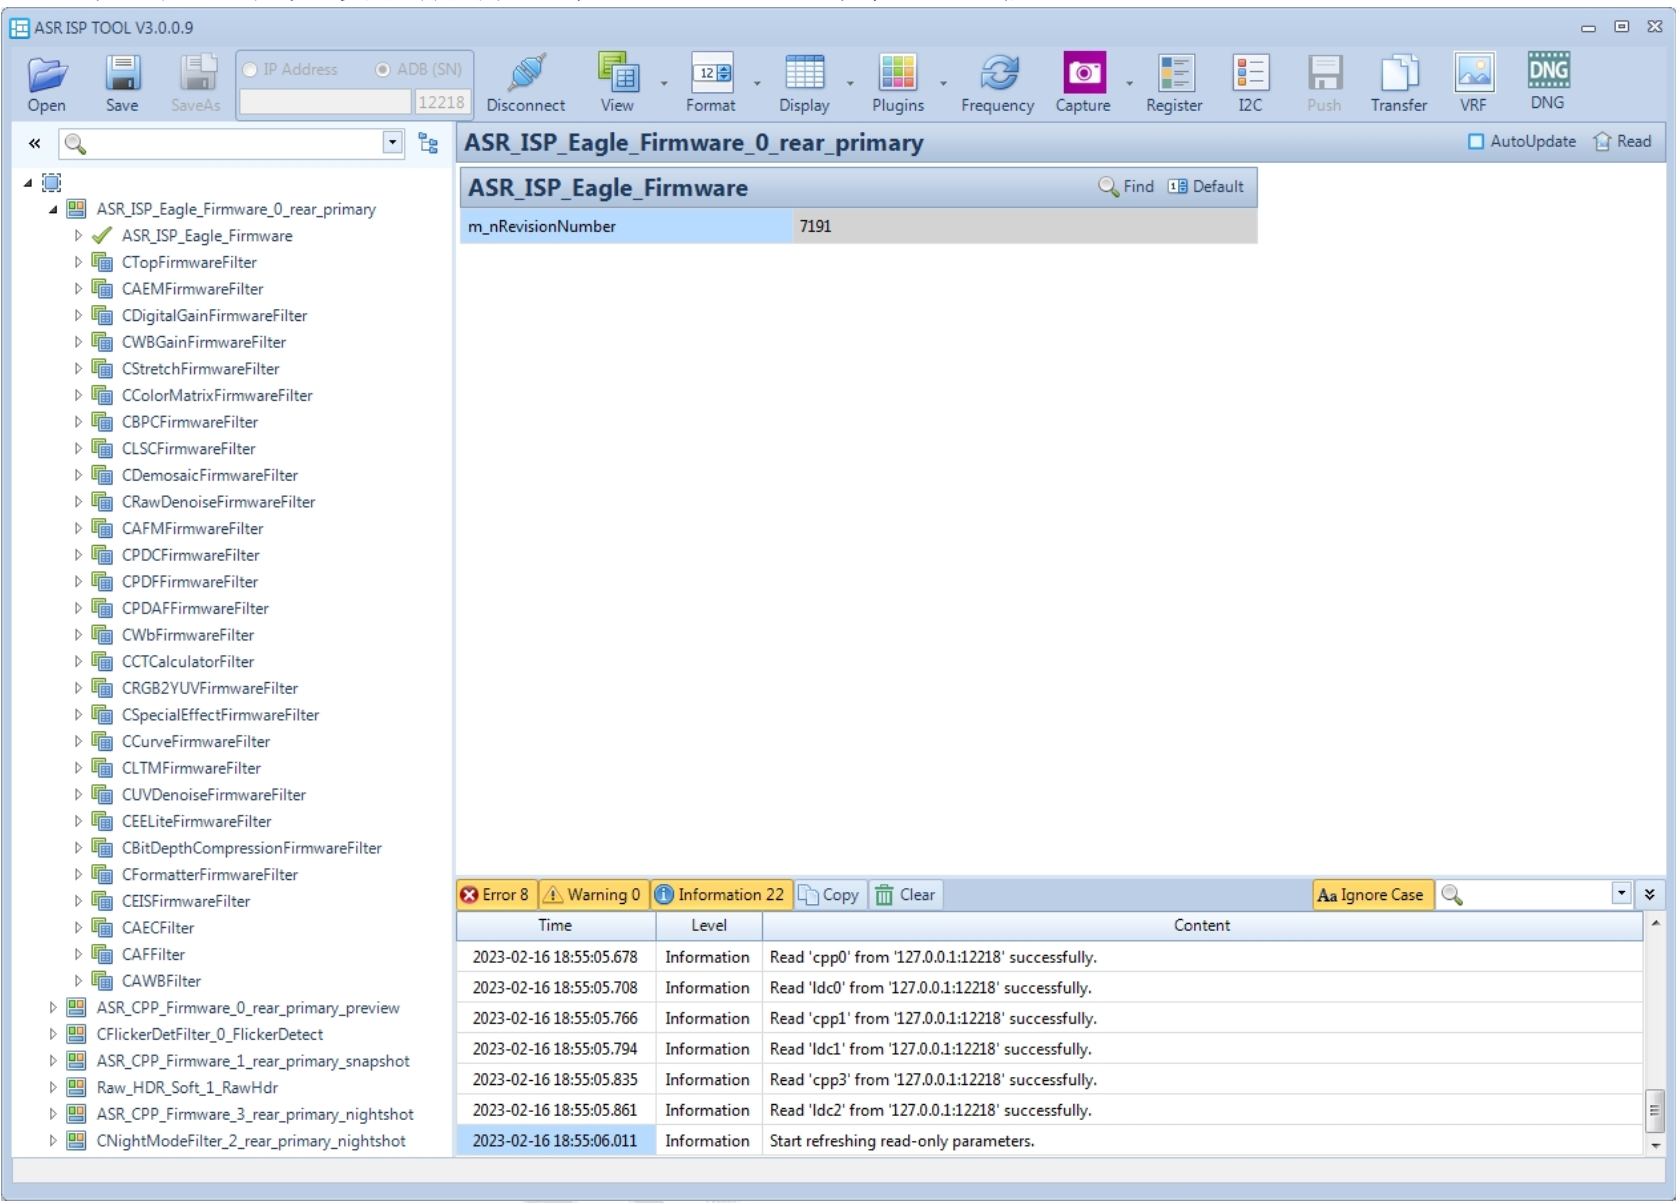 ASR ISP TOOL V3.0.0.9
Open
Save
SaveAs
IP Address
ADB (SN)
12218
Disconnect
View
12
Format
Display
Plugins
Frequency
Capture
Register
I2C
Push
Transfer
VRF
DNG
DNG
«
ASR_ISP_Eagle_Firmware_0_rear_primary
AutoUpdate
Read
ASR_ISP_Eagle_Firmware
Find
Default
m_nRevisionNumber
7191
ASR_ISP_Eagle_Firmware_0_rear_primary
ASR_ISP_Eagle_Firmware
CTopFirmwareFilter
CAEMFirmwareFilter
CDigitalGainFirmwareFilter
CWBGainFirmwareFilter
CStretchFirmwareFilter
CColorMatrixFirmwareFilter
CBPCFirmwareFilter
CLSCFirmwareFilter
CDemosaicFirmwareFilter
CRawDenoiseFirmwareFilter
CAFMFirmwareFilter
CPDCFirmwareFilter
CPDFFirmwareFilter
CPDAFFirmwareFilter
CWbFirmwareFilter
CCTCalculatorFilter
CRGB2YUVFirmwareFilter
CSpecialEffectFirmwareFilter
CCurveFirmwareFilter
CLTMFirmwareFilter
CUVDenoiseFirmwareFilter
CEELiteFirmwareFilter
CBitDepthCompressionFirmwareFilter
CFormatterFirmwareFilter
CEISFirmwareFilter
CAECFilter
CAFFilter
CAWBFilter
ASR_CPP_Firmware_0_rear_primary_preview
CFlickerDetFilter_0_FlickerDetect
ASR_CPP_Firmware_1_rear_primary_snapshot
Raw_HDR_Soft_1_RawHdr
ASR_CPP_Firmware_3_rear_primary_nightshot
CNightModeFilter_2_rear_primary_nightshot
Error 8
Warning 0
Information 22
Copy
Clear
Aa Ignore Case
Time Level Content
2023-02-16 18:55:05.678 Information Read 'cpp0' from '127.0.0.1:12218' successfully.
2023-02-16 18:55:05.708 Information Read 'ldc0' from '127.0.0.1:12218' successfully.
2023-02-16 18:55:05.766 Information Read 'cpp1' from '127.0.0.1:12218' successfully.
2023-02-16 18:55:05.794 Information Read 'ldc1' from '127.0.0.1:12218' successfully.
2023-02-16 18:55:05.835 Information Read 'cpp3' from '127.0.0.1:12218' successfully.
2023-02-16 18:55:05.861 Information Read 'ldc2' from '127.0.0.1:12218' successfully.
2023-02-16 18:55:06.011 Information Start refreshing read-only parameters.